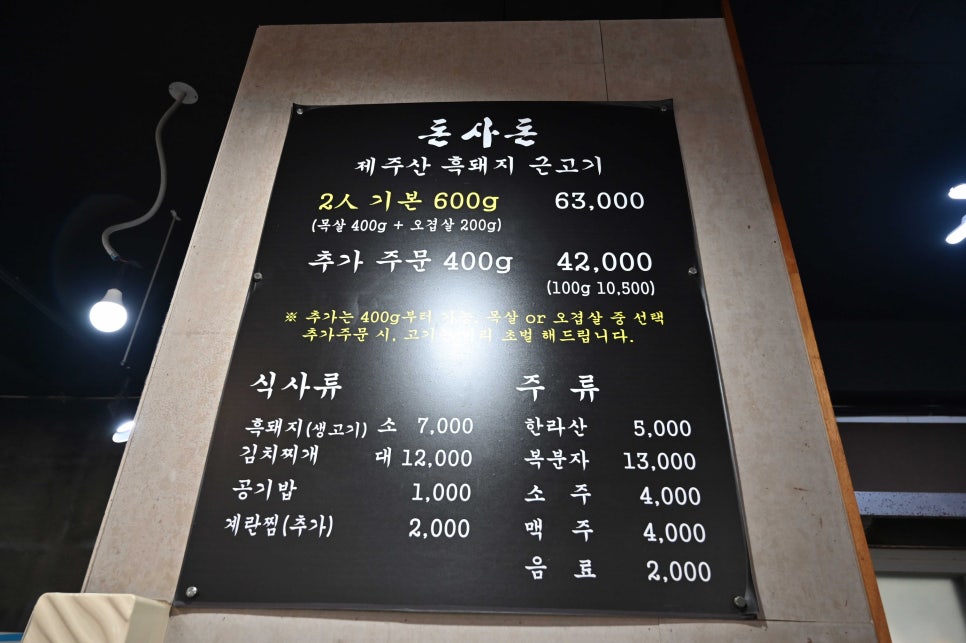 돈사돈
제주산 흑돼지 근고기
2人 기본 600g 63,000
(목살 400g + 오겹살 200g)
추가 주문 400g 42,000
(100g 10,500)
※ 추가는 400g부터 목살 or 오겹살 중 선택
추가주문 시, 초벌 해드립니다.
식사류
흑돼지(생고기) 소 7,000
김치찌개 대 12,000
공기밥 1,000
계란찜(추가) 2,000
주 류
한라산 5,000
복분자 13,000
소 주 4,000
맥 주 4,000
음 료 2,000